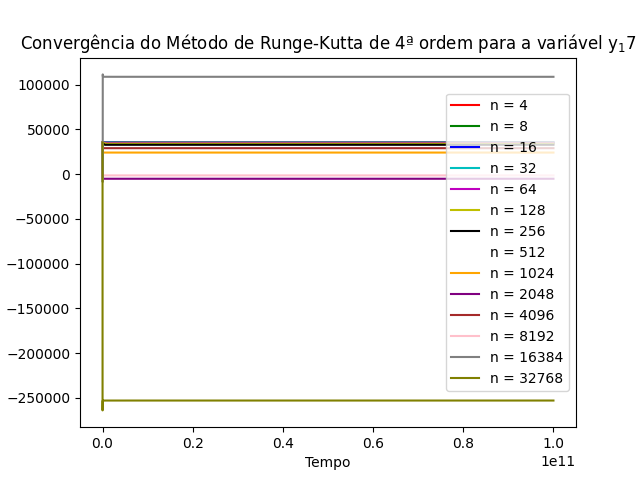 Convergência do Método de Runge-Kutta de 4ª ordem para a variável y₁7
100000
50000
0
−50000
−100000
−150000
−200000
−250000
n = 4
n = 8
n = 16
n = 32
n = 64
n = 128
n = 256
n = 512
n = 1024
n = 2048
n = 4096
n = 8192
n = 16384
n = 32768
0.0 0.2 0.4 0.6 0.8 1.0
1e11
Tempo